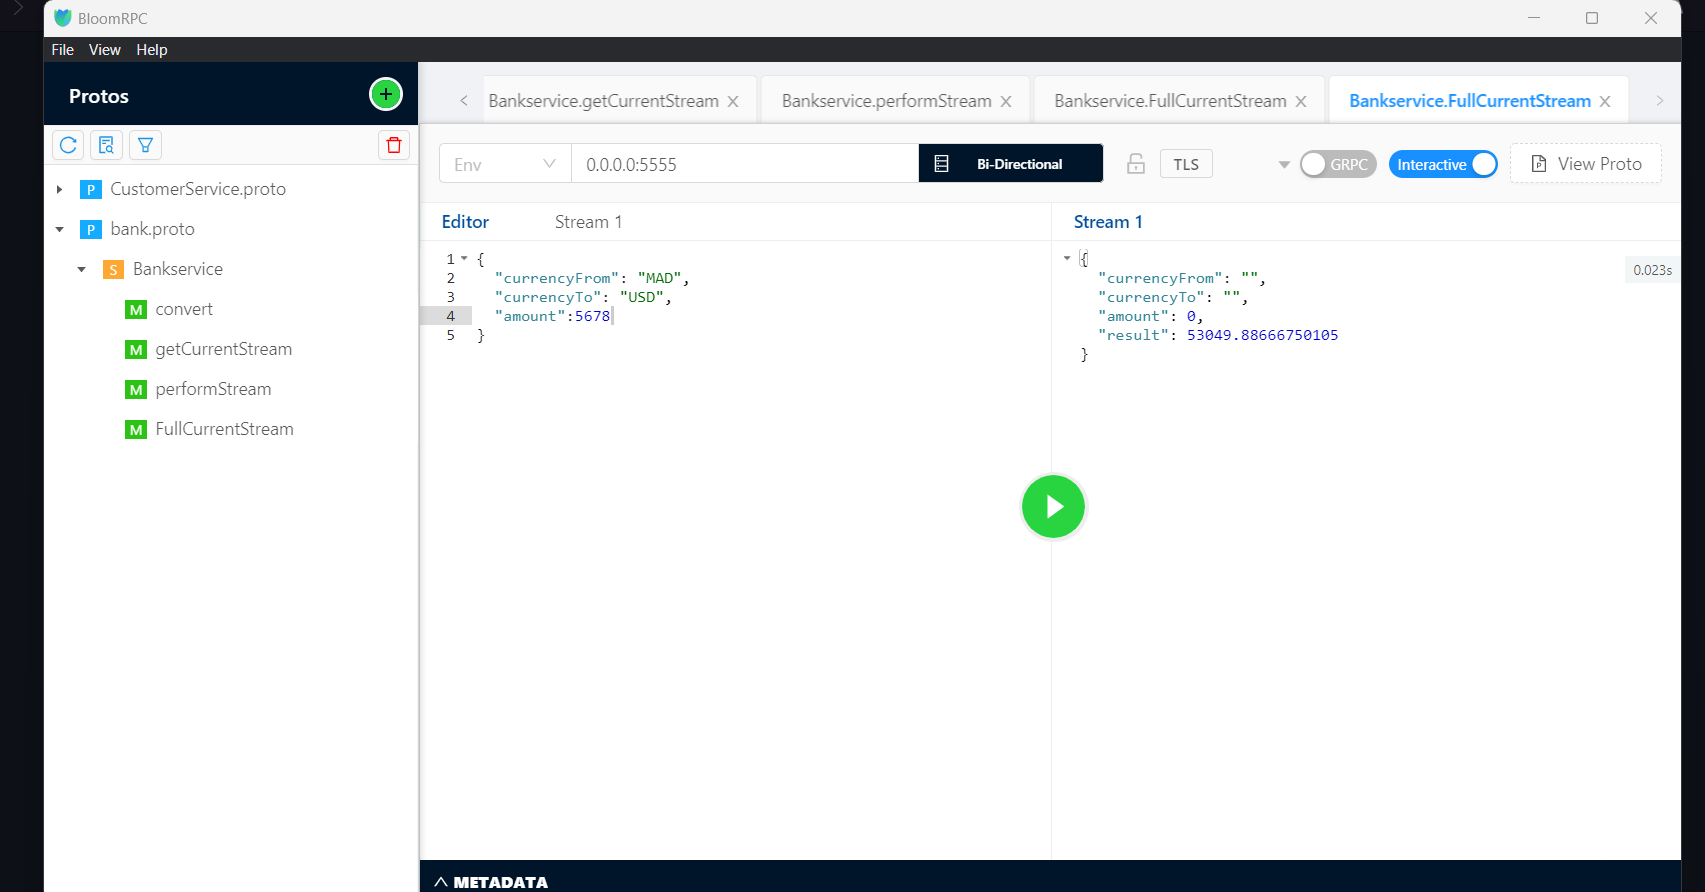 BloomRPC
File View Help
Protos
Bankservice.getCurrentStream
Bankservice.performStream
Bankservice.FullCurrentStream
Bankservice.FullCurrentStream
Env
0.0.0.0:5555
Bi-Directional
TLS
GRPC
Interactive
View Proto
P CustomerService.proto
P bank.proto
S Bankservice
M convert
M getCurrentStream
M performStream
M FullCurrentStream
Editor
Stream 1
1 {
2 "currencyFrom": "MAD",
3 "currencyTo": "USD",
4 "amount":5678
5 }
Stream 1
{
"currencyFrom": "",
"currencyTo": "",
"amount": 0,
"result": 53049.88666750105
}
0.023s
METADATA